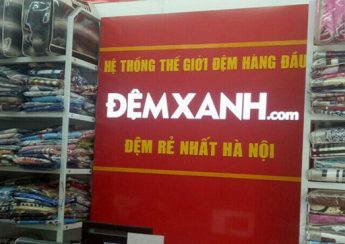 HỆ THỐNG THẾ GIỚI ĐỆM HÀNG ĐẦU
ĐỆMXANH.com
ĐỆM RẺ NHẤT HÀ NỘI